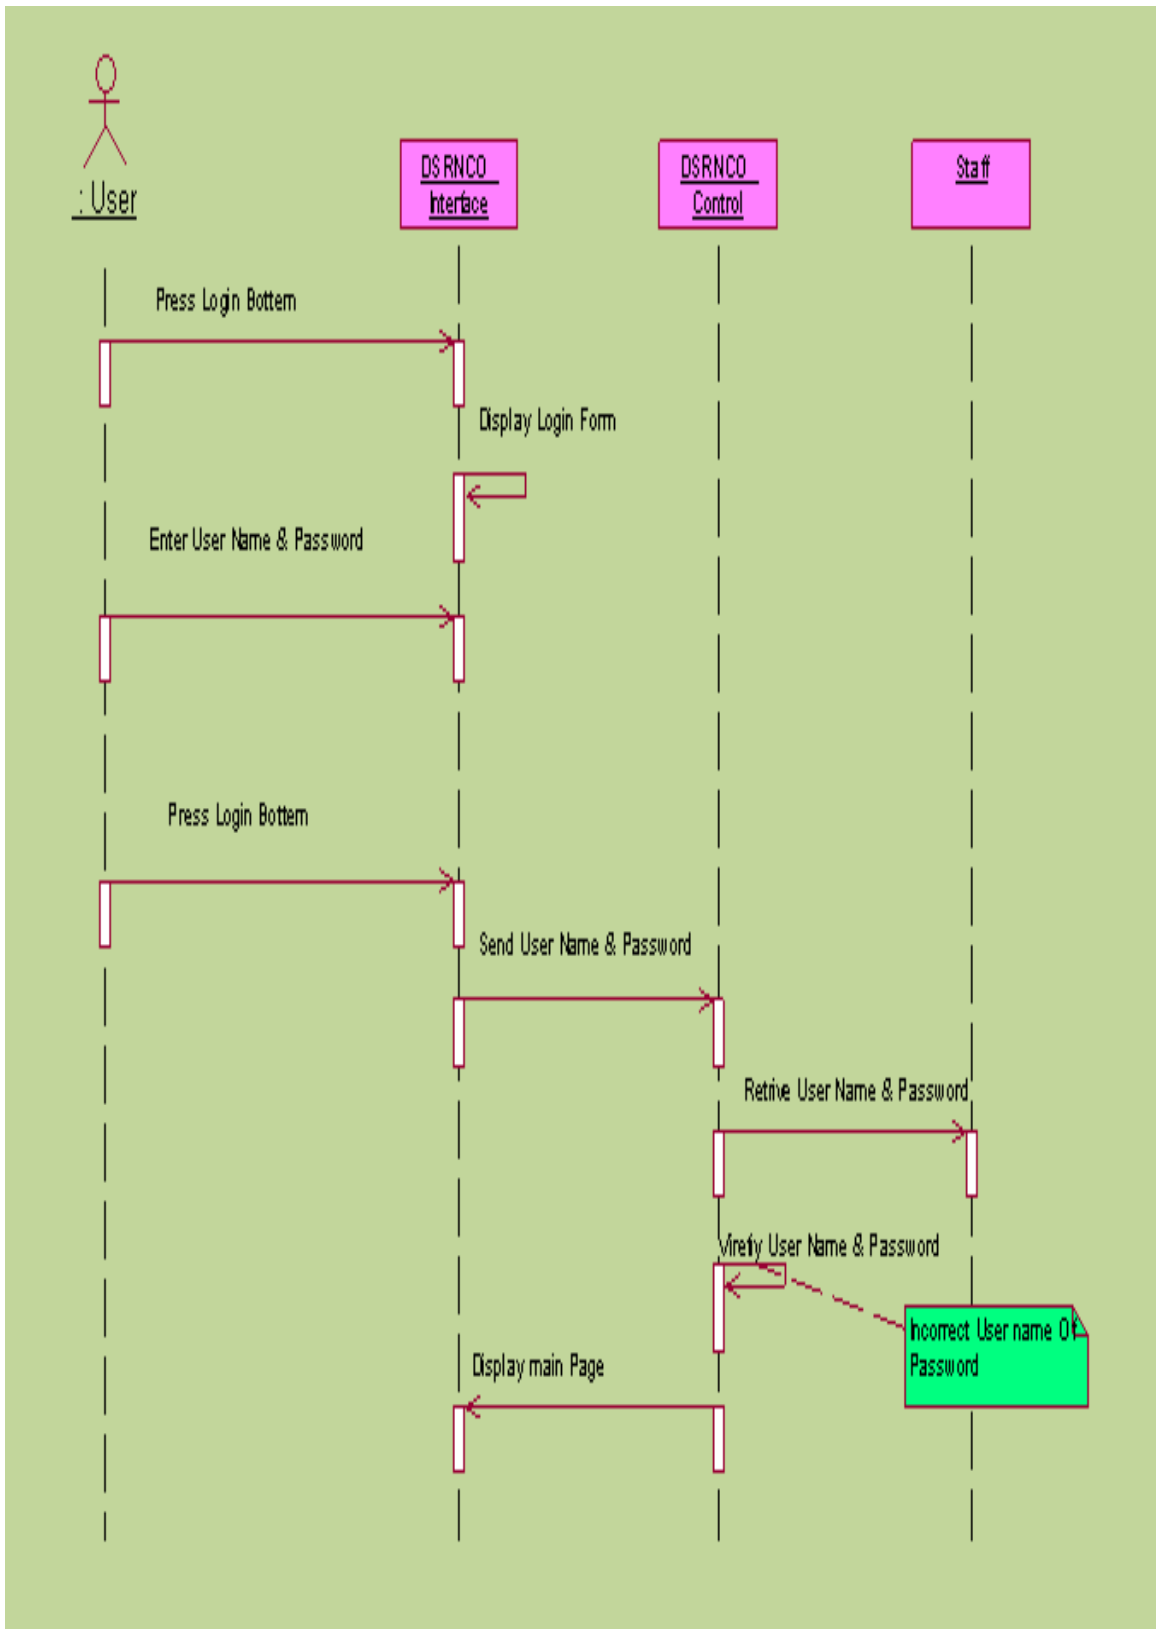 : User
DSRNCO
Interface
DSRNCO
Control
Staff
Press Login Bottem
Display Login Form
Enter User Name & Password
Press Login Bottem
Send User Name & Password
Retrive User Name & Password
Virefiy User Name & Password
Incorrect User name Or
Password
Display main Page